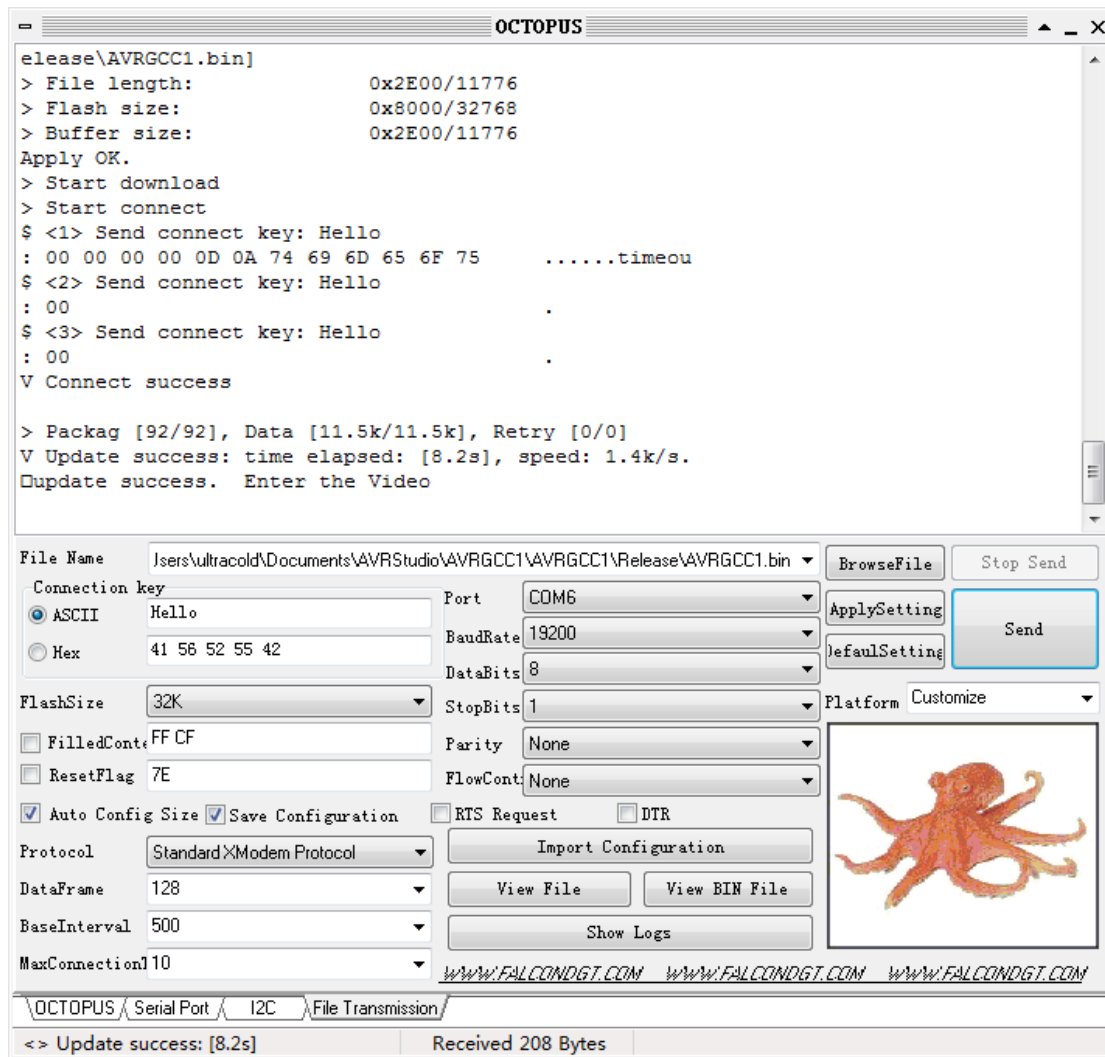 OCTOPUS
elease\AVRGCC1.bin]
> File length: 0x2E00/11776
> Flash size: 0x8000/32768
> Buffer size: 0x2E00/11776
Apply OK.
> Start download
> Start connect
$ <1> Send connect key: Hello
: 00 00 00 00 0D 0A 74 69 6D 65 6F 75 ......timeou
$ <2> Send connect key: Hello
: 00 .
$ <3> Send connect key: Hello
: 00 .
V Connect success
> Packag [92/92], Data [11.5k/11.5k], Retry [0/0]
V Update success: time elapsed: [8.2s], speed: 1.4k/s.
□update success.  Enter the Video
File Name Jsers\ultracold\Documents\AVRStudio\AVRGCC1\AVRGCC1\Release\AVRGCC1.bin BrowseFile Stop Send
Connection key
ASCII Hello
Hex 41 56 52 55 42
Port COM6
BaudRate 19200
DataBits 8
ApplySetting
DefaulSetting
Send
FlashSize 32K
StopBits 1
Platform Customize
FilledConte FF CF
Parity None
ResetFlag 7E
FlowCont: None
Auto Config Size Save Configuration RTS Request DTR
Protocol Standard XModem Protocol
Import Configuration
DataFrame 128
View File View BIN File
BaseInterval 500
Show Logs
MaxConnectionT 10
WWW.FALCONDGT.COM WWW.FALCONDGT.COM WWW.FALCONDGT.COM
OCTOPUS Serial Port I2C File Transmission
<> Update success: [8.2s] Received 208 Bytes